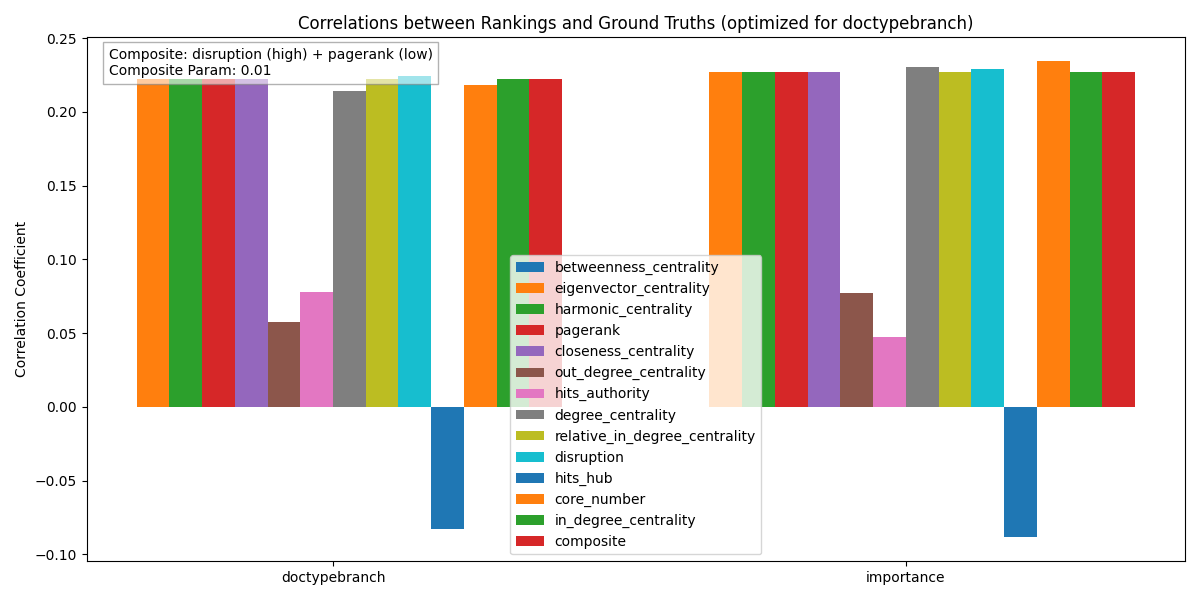 Correlations between Rankings and Ground Truths (optimized for doctypebranch)
Composite: disruption (high) + pagerank (low)
Composite Param: 0.01
Correlation Coefficient
0.25
0.20
0.15
0.10
0.05
0.00
−0.05
−0.10
betweenness_centrality
eigenvector_centrality
harmonic_centrality
pagerank
closeness_centrality
out_degree_centrality
hits_authority
degree_centrality
relative_in_degree_centrality
disruption
hits_hub
core_number
in_degree_centrality
composite
doctypebranch
importance